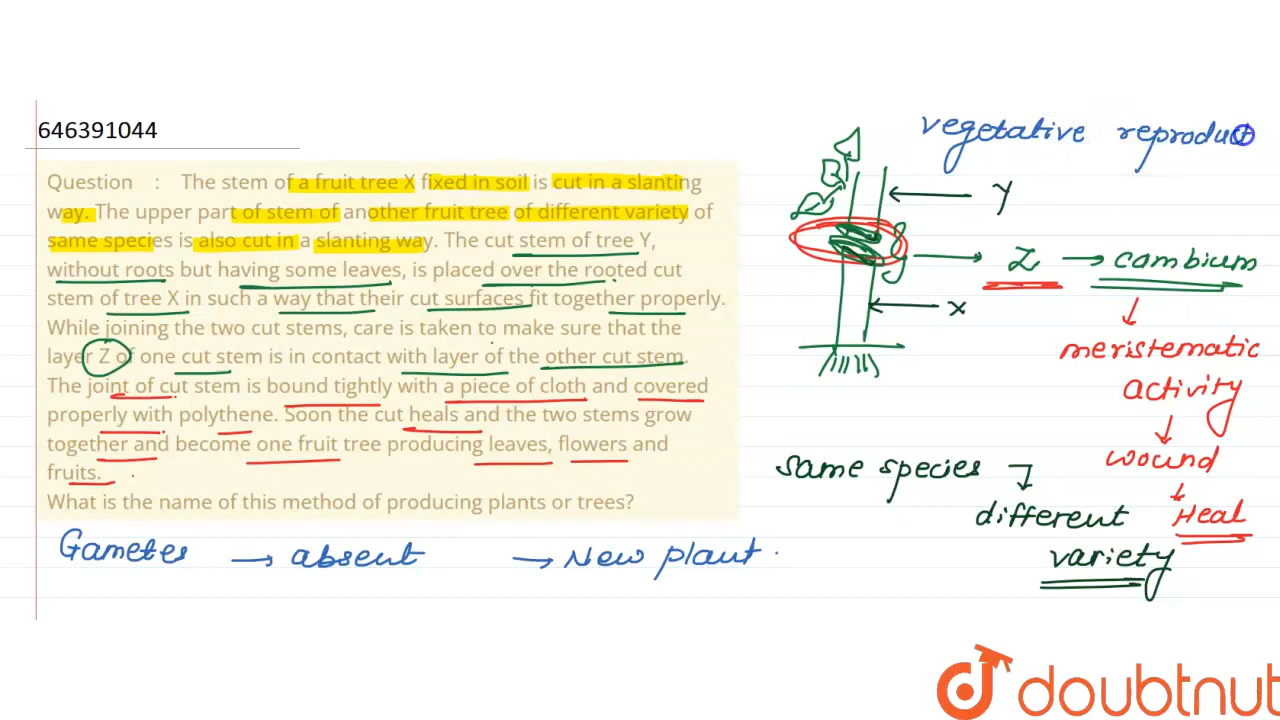 646391044
Question : The stem of a fruit tree X fixed in soil is cut in a slanting
way. The upper part of stem of another fruit tree of different variety of
same species is also cut in a slanting way. The cut stem of tree Y,
without roots but having some leaves, is placed over the rooted cut
stem of tree X in such a way that their cut surfaces fit together properly.
While joining the two cut stems, care is taken to make sure that the
layer Z of one cut stem is in contact with layer of the other cut stem.
The joint of cut stem is bound tightly with a piece of cloth and covered
properly with polythene. Soon the cut heals and the two stems grow
together and become one fruit tree producing leaves, flowers and
fruits.
What is the name of this method of producing plants or trees?
Gametes → absent → New plant
vegetative reproduct
Y
Z → cambium
X
meristematic
activity
wound
Heal
same species
different
variety
doubtnut